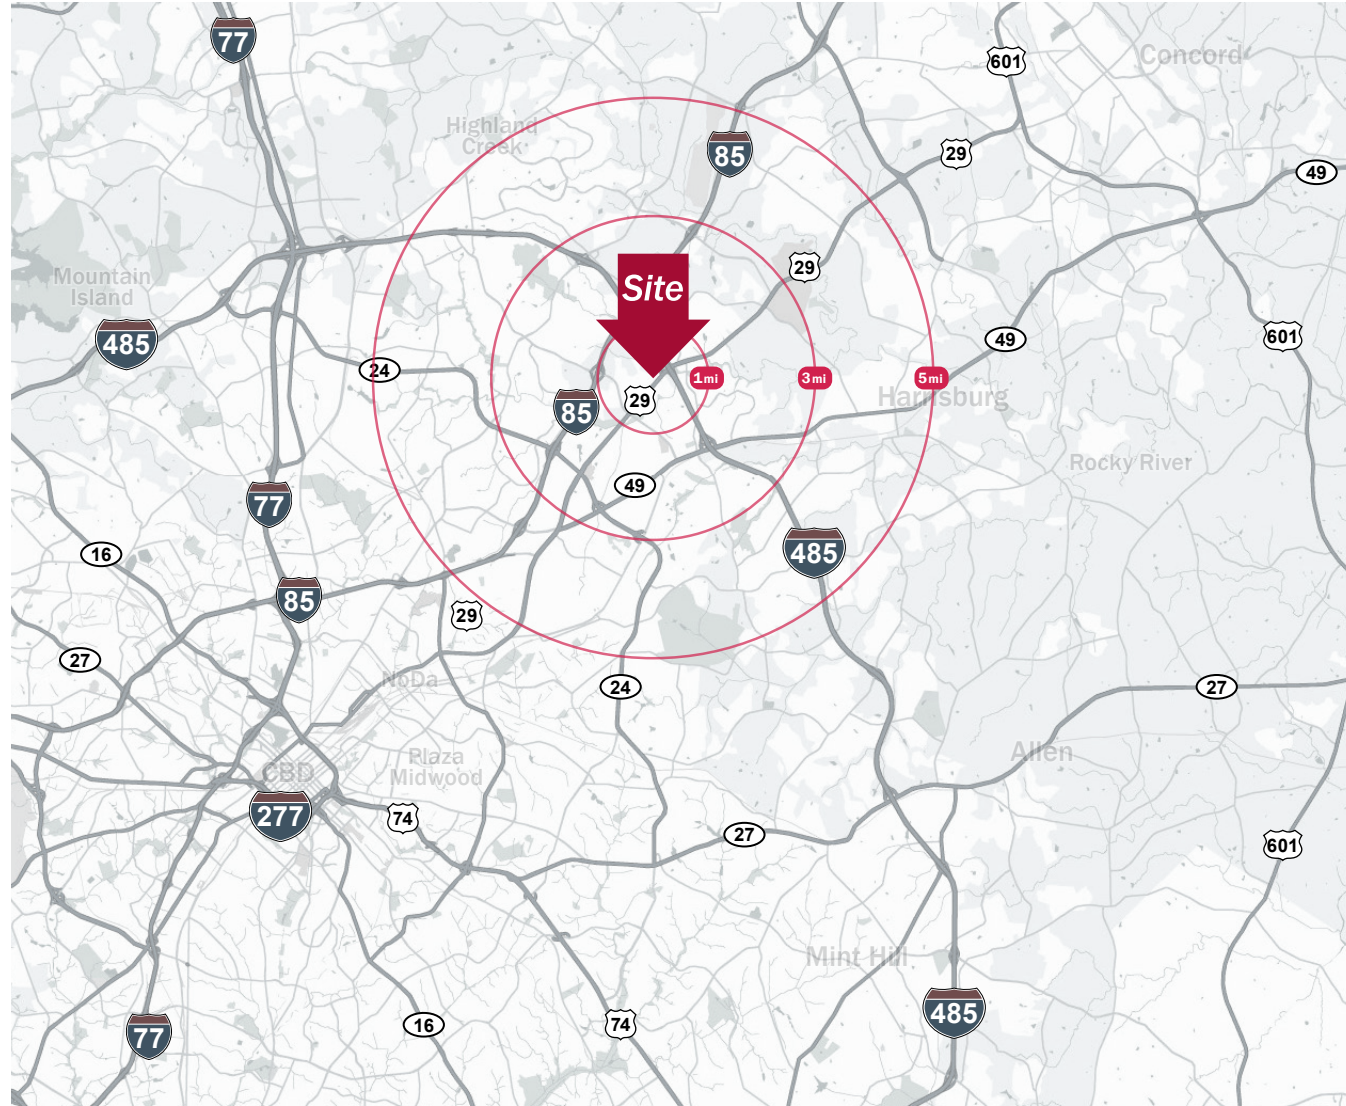 77
601
Concord
Highland
Creek
85
29
49
Mountain
Island
29
Site
485
24
49
601
1mi
3mi
5mi
85
29
Harrisburg
Rocky River
49
77
16
485
85
29
27
NoDa
24
27
Plaza
Midwood
CBD
Allen
277
74
27
601
Mint Hill
77
16
74
485